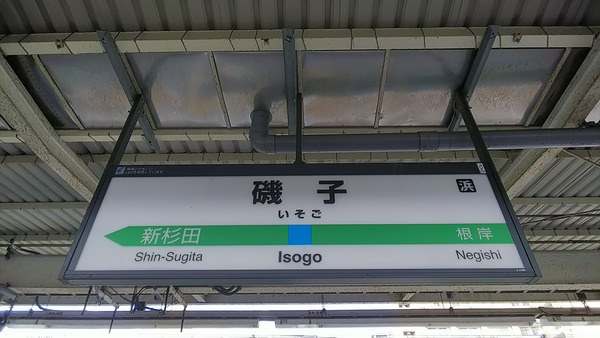 磯子
浜
いそご
新杉田
根岸
Shin-Sugita
Isogo
Negishi